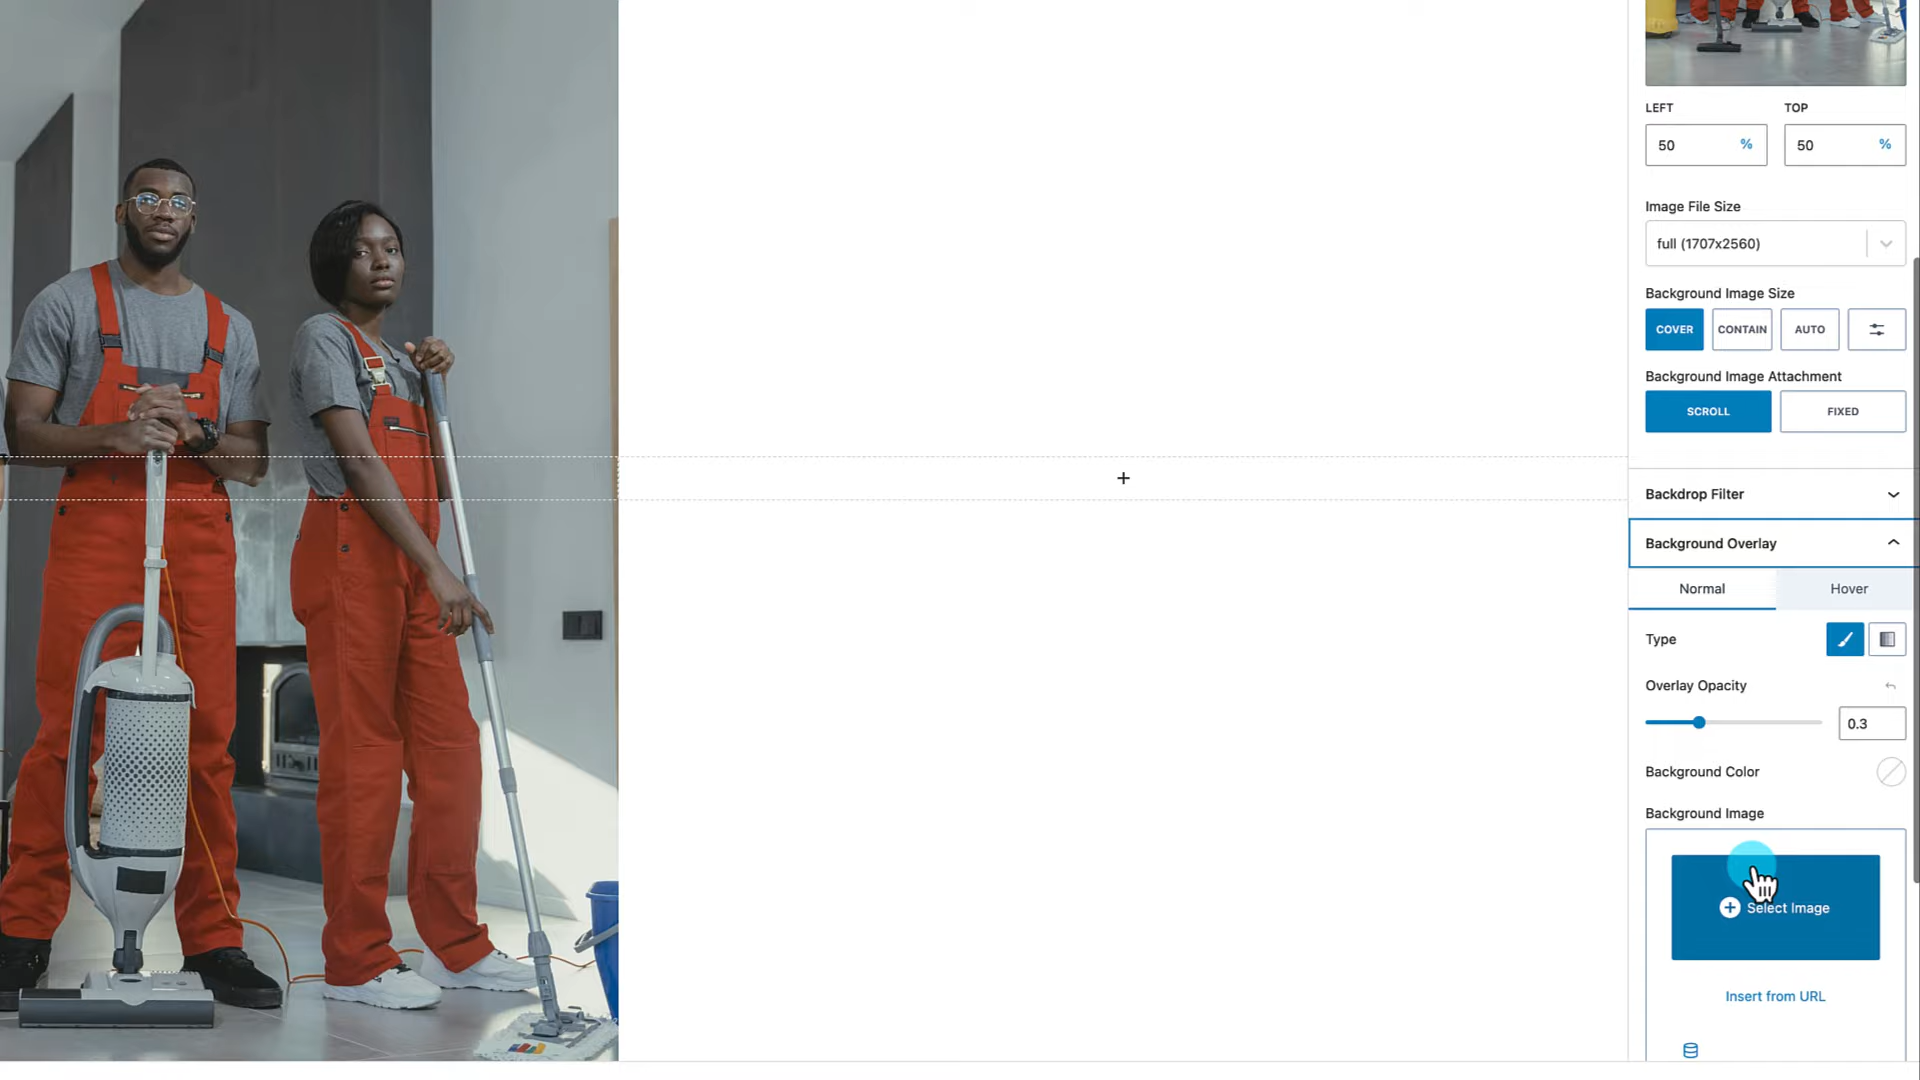 LEFT TOP
50 % 50 %
Image File Size
full (1707x2560)
Background Image Size
COVER CONTAIN AUTO
Background Image Attachment
SCROLL FIXED
Backdrop Filter
Background Overlay
Normal Hover
Type
Overlay Opacity
0.3
Background Color
Background Image
Select Image
Insert from URL